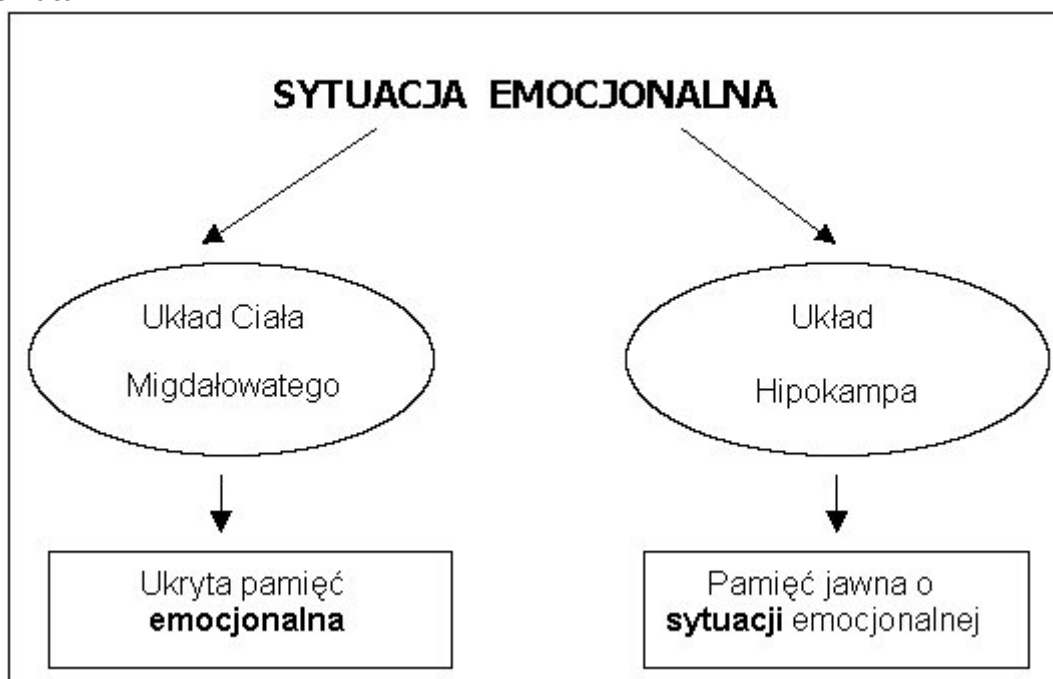 SYTUACJA EMOCJONALNA
Układ Ciała
Migdałowatego
Układ
Hipokampa
Ukryta pamięć
emocjonalna
Pamięć jawna o
sytuacji emocjonalnej